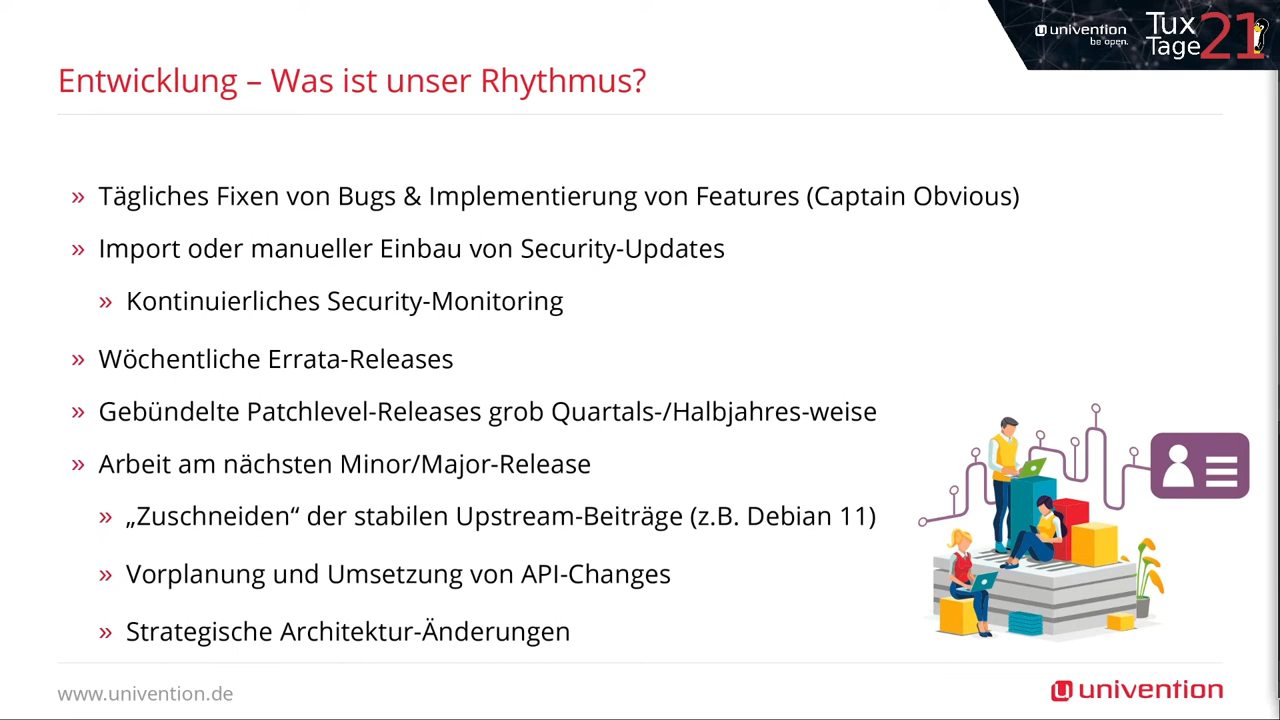 univention
be open.
Tux
Tage
21
Entwicklung – Was ist unser Rhythmus?
» Tägliches Fixen von Bugs & Implementierung von Features (Captain Obvious)
» Import oder manueller Einbau von Security-Updates
» Kontinuierliches Security-Monitoring
» Wöchentliche Errata-Releases
» Gebündelte Patchlevel-Releases grob Quartals-/Halbjahres-weise
» Arbeit am nächsten Minor/Major-Release
» „Zuschneiden“ der stabilen Upstream-Beiträge (z.B. Debian 11)
» Vorplanung und Umsetzung von API-Changes
» Strategische Architektur-Änderungen
www.univention.de
univention